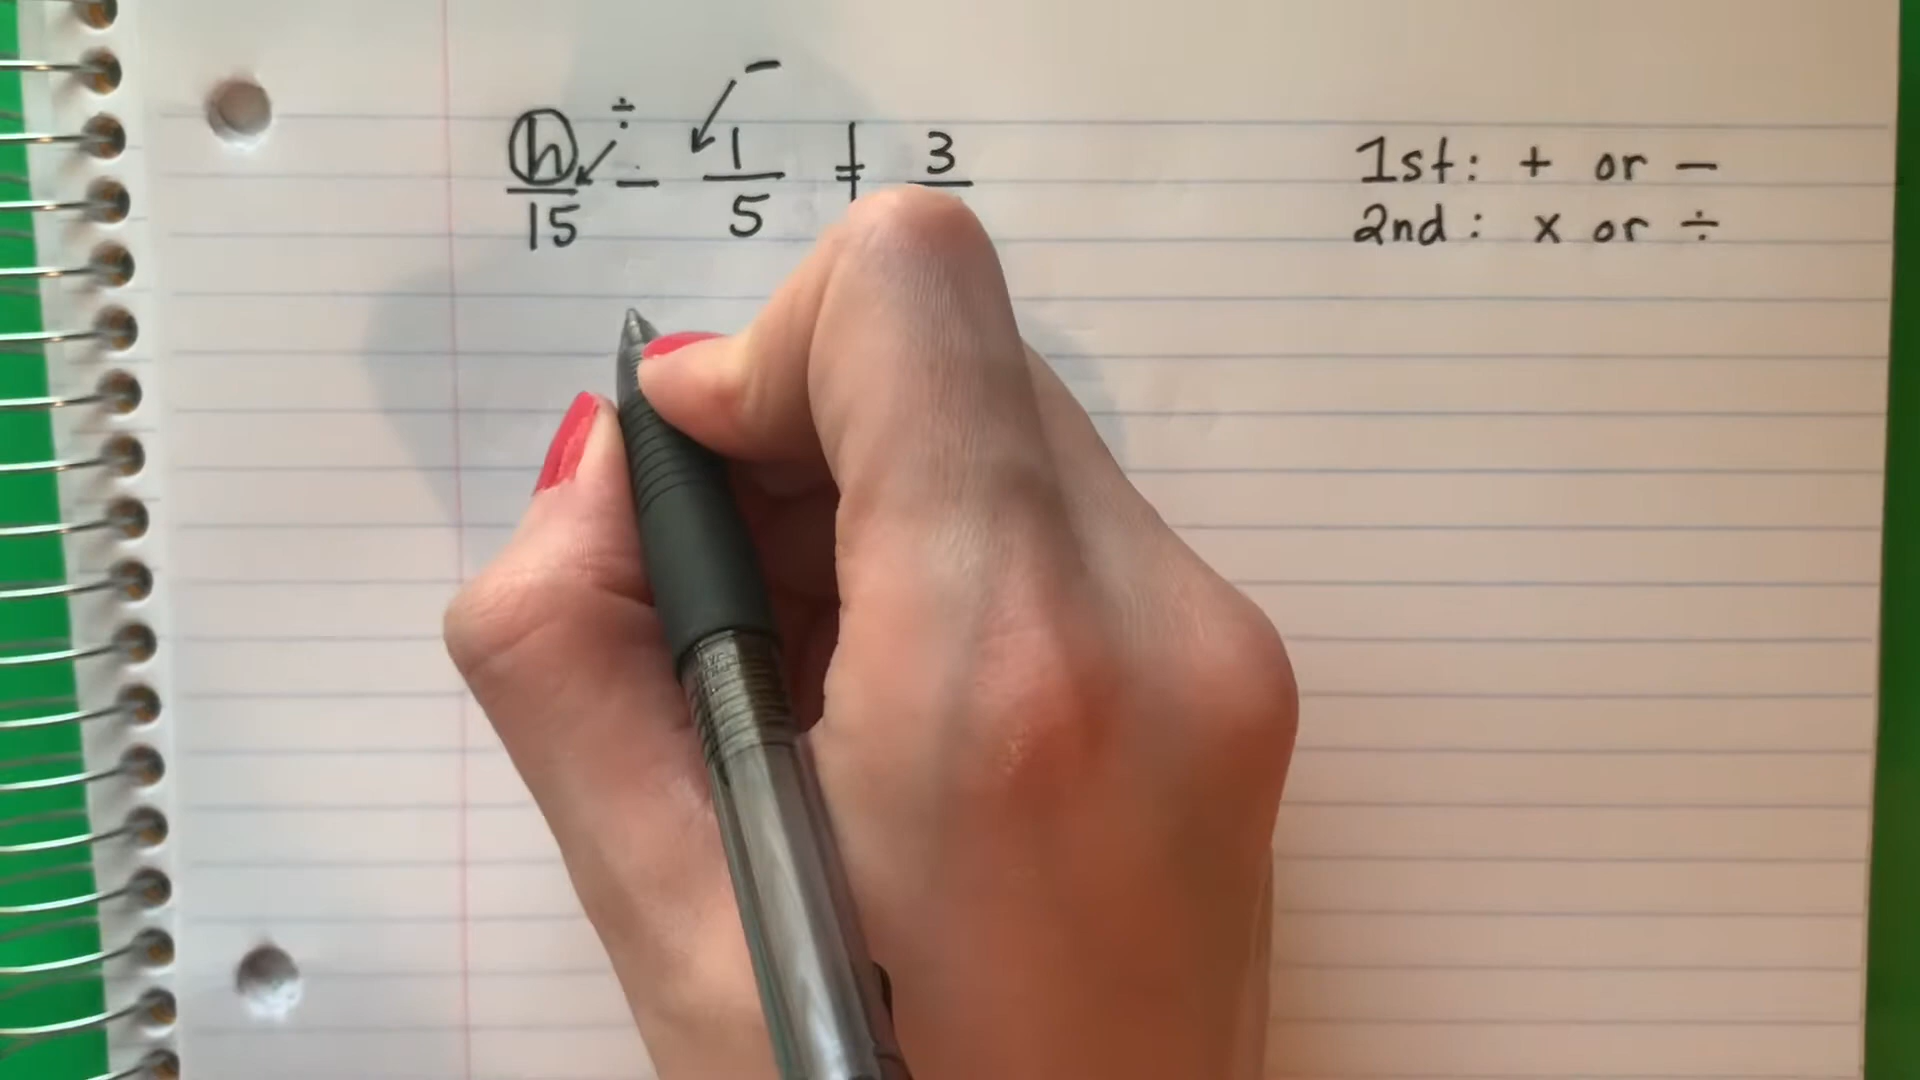 h/15 ÷ − 1/5 − = 3
1st: + or −
2nd: x or ÷